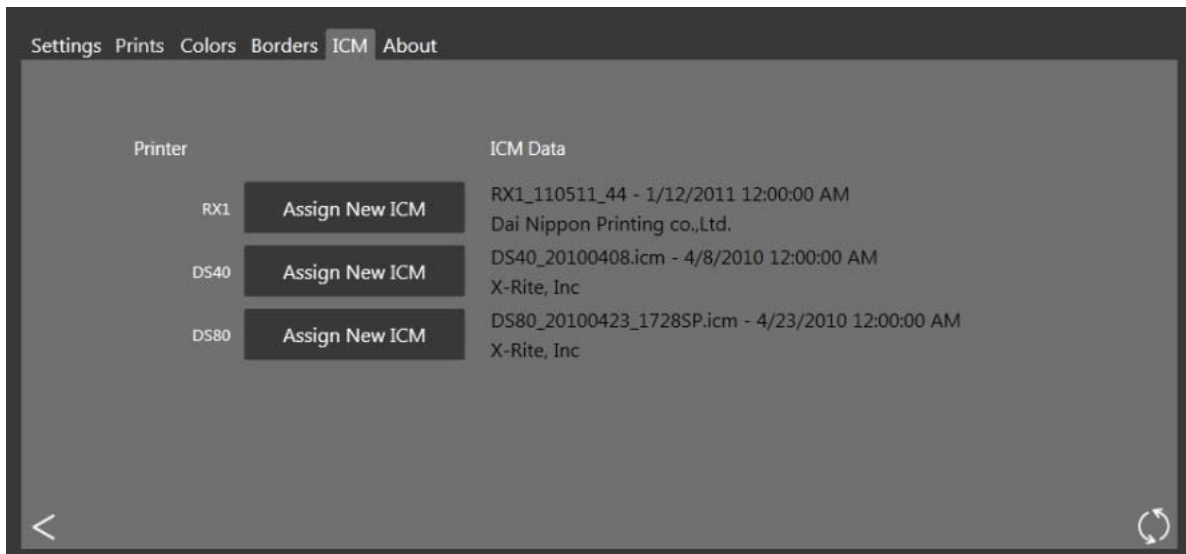 Settings Prints Colors Borders ICM About
Printer ICM Data
RX1 Assign New ICM RX1_110511_44 - 1/12/2011 12:00:00 AM
Dai Nippon Printing co.,Ltd.
DS40 Assign New ICM DS40_20100408.icm - 4/8/2010 12:00:00 AM
X-Rite, Inc
DS80 Assign New ICM DS80_20100423_1728SP.icm - 4/23/2010 12:00:00 AM
X-Rite, Inc